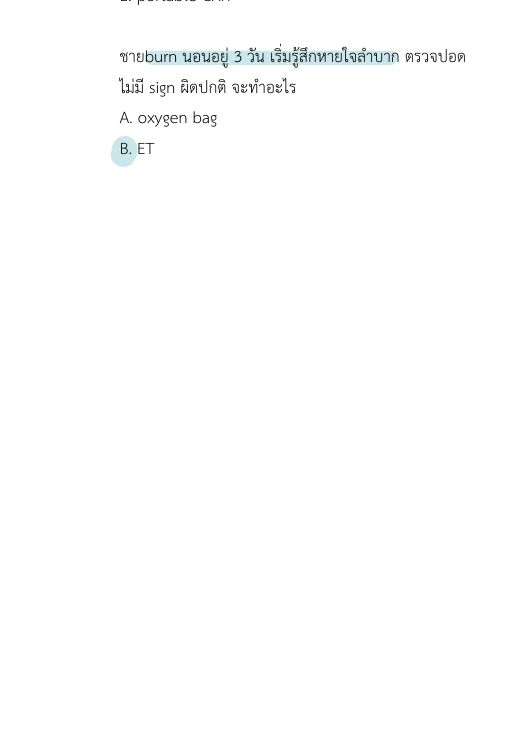 ชายburn นอนอยู่ 3 วัน เริ่มรู้สึกหายใจลำบาก ตรวจปอด
ไม่มี sign ผิดปกติ จะทำอะไร
A. oxygen bag
B. ET